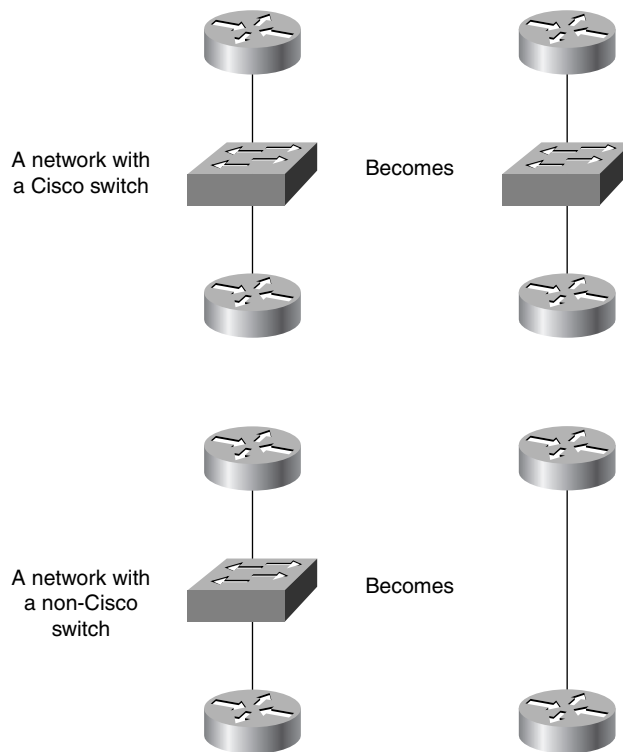 A network with
a Cisco switch
Becomes
A network with
a non-Cisco
switch
Becomes